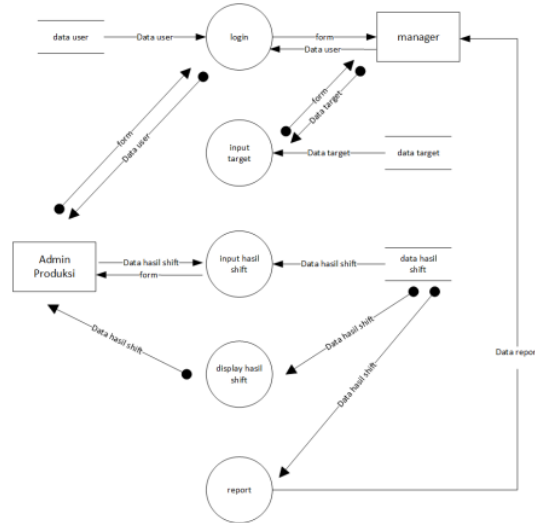 data user
Data user
login
form
Data user
manager
form
Data user
form
Data target
input
target
Data target
data target
Admin
Produksi
Data hasil shift
form
input hasil
shift
Data hasil shift
data hasil
shift
Data hasil shift
display hasil
shift
Data hasil shift
Data hasil shift
Data report
report